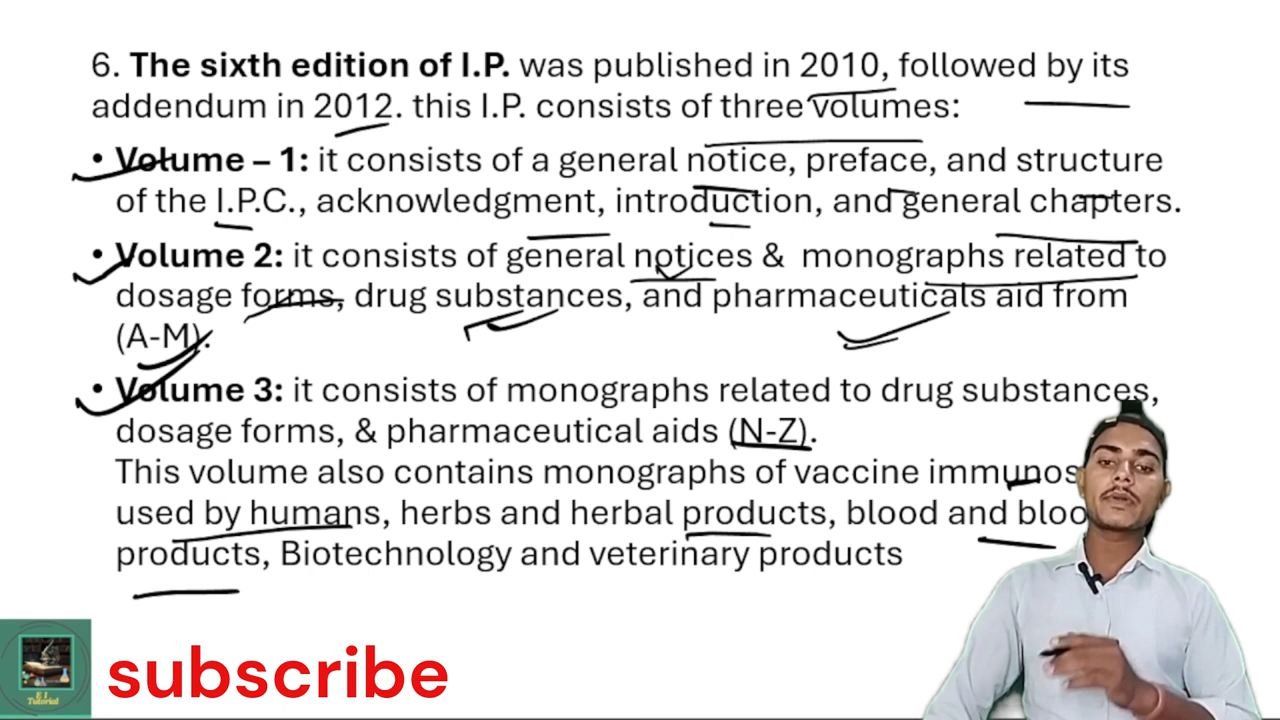 6. The sixth edition of I.P. was published in 2010, followed by its
addendum in 2012. this I.P. consists of three volumes:
• Volume – 1: it consists of a general notice, preface, and structure
of the I.P.C., acknowledgment, introduction, and general chapters.
• Volume 2: it consists of general notices & monographs related to
dosage forms, drug substances, and pharmaceuticals aid from
(A-M).
• Volume 3: it consists of monographs related to drug substances,
dosage forms, & pharmaceutical aids (N-Z).
This volume also contains monographs of vaccine immunos
used by humans, herbs and herbal products, blood and bloo
products, Biotechnology and veterinary products
E I
Tutorial
subscribe